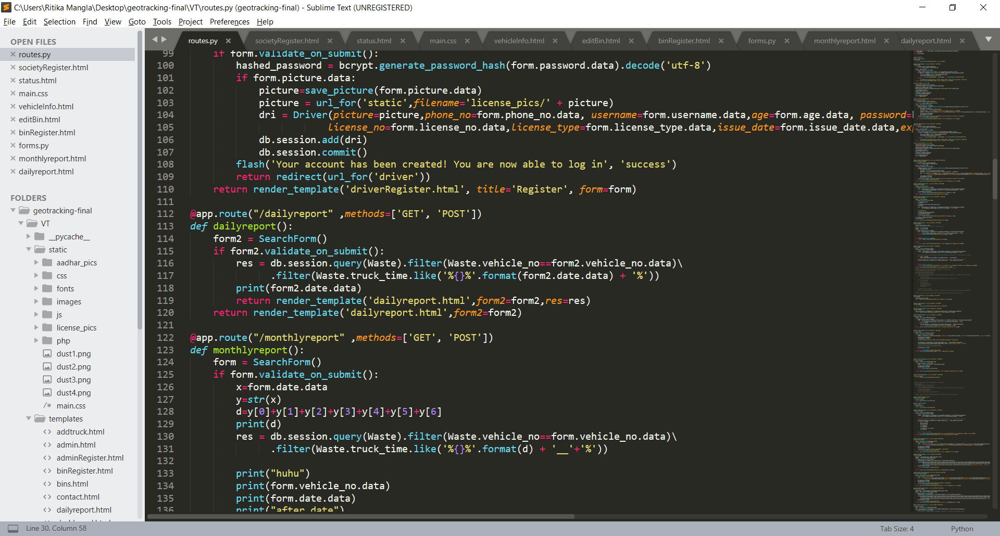 C:\Users\Ritika Mangla\Desktop\geotracking-final\VT\routes.py (geotracking-final) - Sublime Text (UNREGISTERED)
File Edit Selection Find View Goto Tools Project Preferences Help
OPEN FILES
routes.py
societyRegister.html
status.html
main.css
vehicleInfo.html
editBin.html
binRegister.html
forms.py
monthlyreport.html
dailyreport.html
FOLDERS
geotracking-final
VT
__pycache__
static
aadhar_pics
css
fonts
images
js
license_pics
php
dust1.png
dust2.png
dust3.png
dust4.png
/* main.css
templates
<> addtruck.html
<> admin.html
<> adminRegister.html
<> binRegister.html
<> bins.html
<> contact.html
<> dailyreport.html
routes.py societyRegister.html status.html main.css vehicleInfo.html editBin.html binRegister.html forms.py monthlyreport.html dailyreport.html
99 if form.validate_on_submit():
100 hashed_password = bcrypt.generate_password_hash(form.password.data).decode('utf-8')
101 if form.picture.data:
102 picture=save_picture(form.picture.data)
103 picture = url_for('static',filename='license_pics/' + picture)
104 dri = Driver(picture=picture,phone_no=form.phone_no.data, username=form.username.data,age=form.age.data, password=
105 license_no=form.license_no.data,license_type=form.license_type.data,issue_date=form.issue_date.data,ex
106 db.session.add(dri)
107 db.session.commit()
108 flash('Your account has been created! You are now able to log in', 'success')
109 return redirect(url_for('driver'))
110 return render_template('driverRegister.html', title='Register', form=form)
111
112 @app.route("/dailyreport" ,methods=['GET', 'POST'])
113 def dailyreport():
114 form2 = SearchForm()
115 if form2.validate_on_submit():
116 res = db.session.query(Waste).filter(Waste.vehicle_no==form2.vehicle_no.data)\
117 .filter(Waste.truck_time.like('%{}%'.format(form2.date.data) + '%'))
118 print(form2.date.data)
119 return render_template('dailyreport.html',form2=form2,res=res)
120 return render_template('dailyreport.html',form2=form2)
121
122 @app.route("/monthlyreport" ,methods=['GET', 'POST'])
123 def monthlyreport():
124 form = SearchForm()
125 if form.validate_on_submit():
126 x=form.date.data
127 y=str(x)
128 d=y[0]+y[1]+y[2]+y[3]+y[4]+y[5]+y[6]
129 print(d)
130 res = db.session.query(Waste).filter(Waste.vehicle_no==form.vehicle_no.data)\
131 .filter(Waste.truck_time.like('%{}%'.format(d) + '__'+'%'))
132
133 print("huhu")
134 print(form.vehicle_no.data)
135 print(form.date.data)
136 print("after date")
Line 30, Column 58
Tab Size: 4 Python